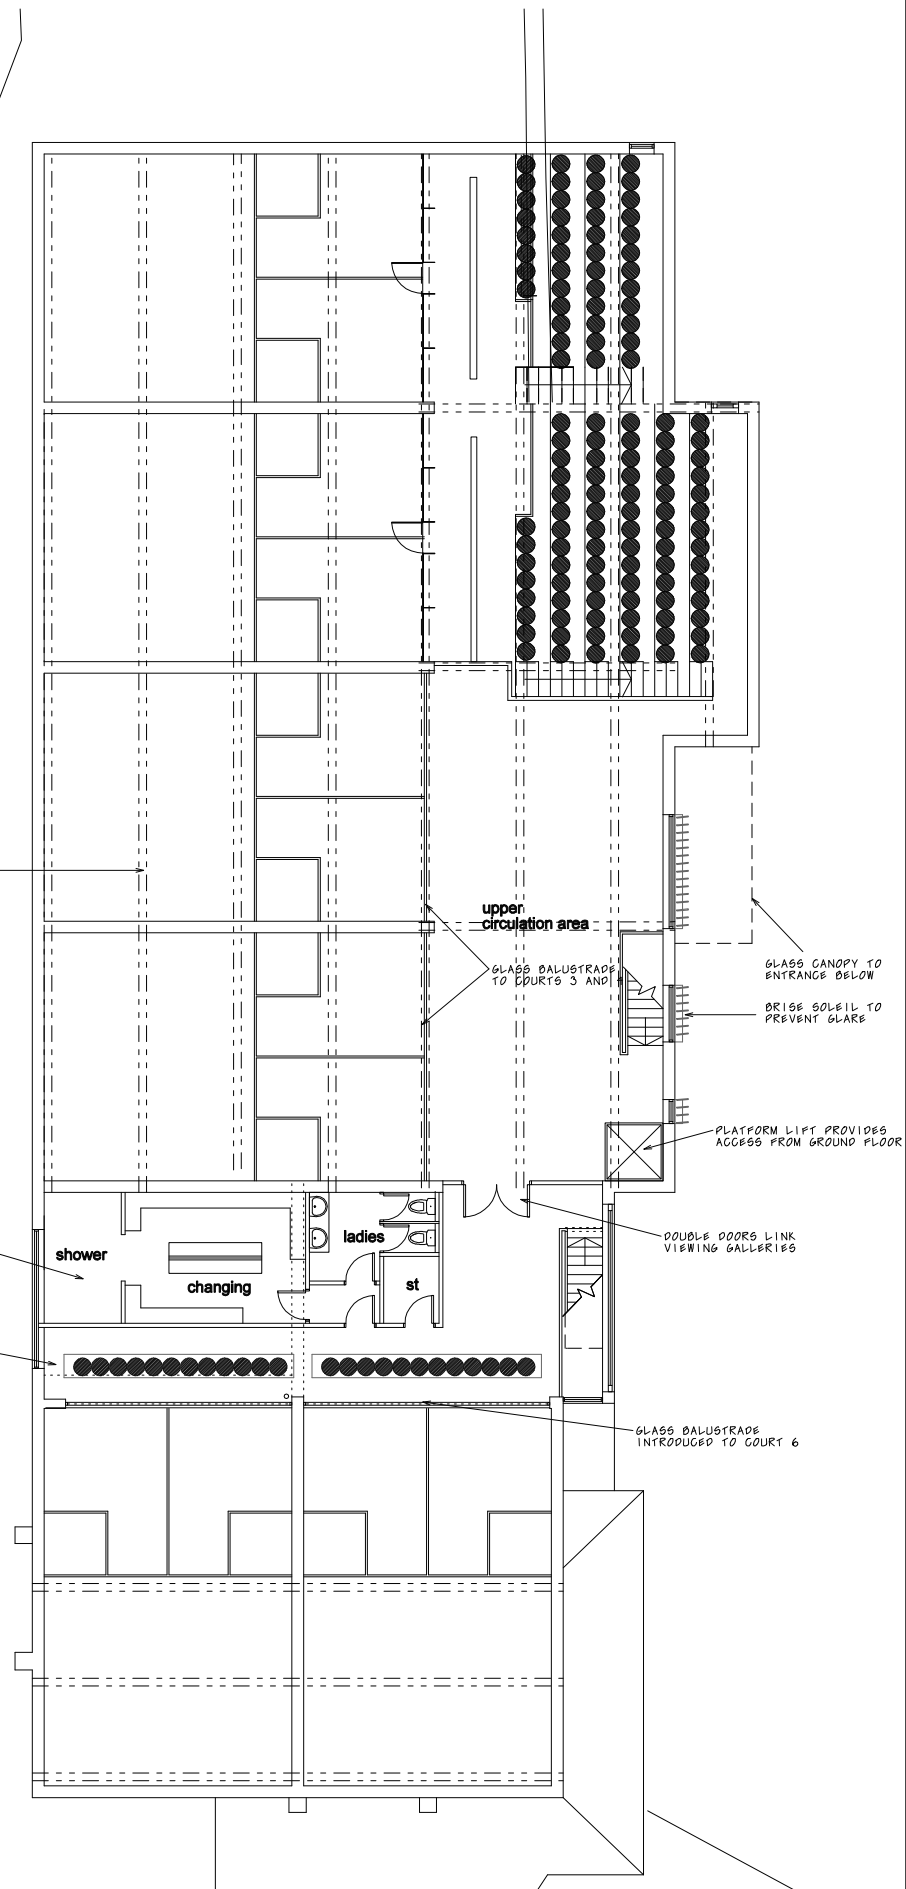 upper
circulation area
GLASS BALUSTRADE
TO COURTS 3 AND 4
GLASS CANOPY TO
ENTRANCE BELOW
BRISE SOLEIL TO
PREVENT GLARE
PLATFORM LIFT PROVIDES
ACCESS FROM GROUND FLOOR
DOUBLE DOORS LINK
VIEWING GALLERIES
shower
changing
ladies
st
GLASS BALUSTRADE
INTRODUCED TO COURT 6